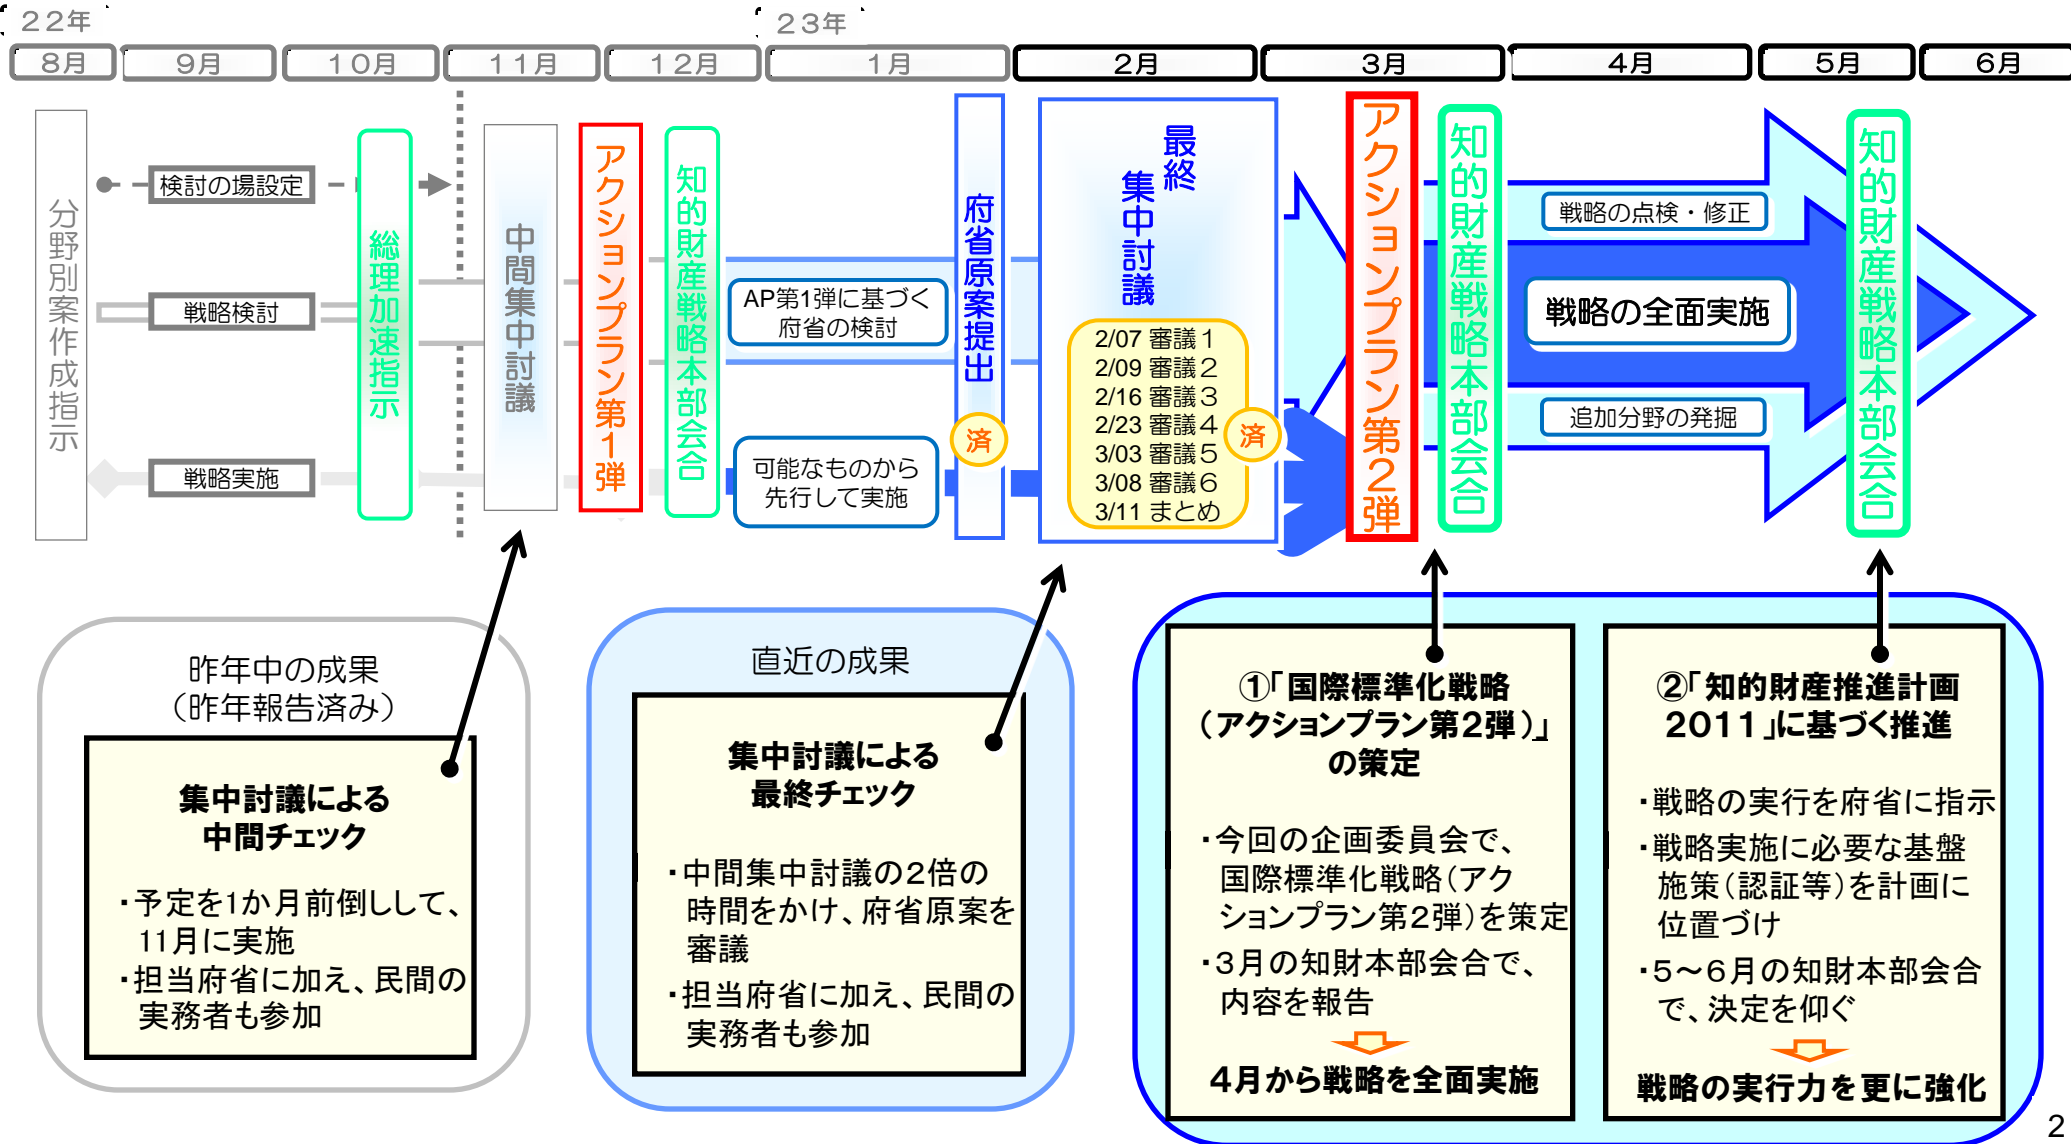 22年
23年
8月
9月
10月
11月
12月
1月
2月
3月
4月
5月
6月
分野別案作成指示
検討の場設定
戦略検討
戦略実施
総理加速指示
中間集中討議
アクションプラン第1弾
知的財産戦略本部会合
AP第1弾に基づく
府省の検討
可能なものから
先行して実施
府省原案提出
済
最終
集中討議
2/07 審議1
2/09 審議2
2/16 審議3
2/23 審議4
3/03 審議5
3/08 審議6
3/11 まとめ
済
アクションプラン第2弾
知的財産戦略本部会合
戦略の点検・修正
戦略の全面実施
追加分野の発掘
知的財産戦略本部会合
昨年中の成果
（昨年報告済み）
集中討議による
中間チェック
・予定を1か月前倒しして、
11月に実施
・担当府省に加え、民間の
実務者も参加
直近の成果
集中討議による
最終チェック
・中間集中討議の2倍の
時間をかけ、府省原案を
審議
・担当府省に加え、民間の
実務者も参加
①「国際標準化戦略
（アクションプラン第2弾）」
の策定
・今回の企画委員会で、
国際標準化戦略（アク
ションプラン第2弾）を策定
・3月の知財本部会合で、
内容を報告
4月から戦略を全面実施
②「知的財産推進計画
2011」に基づく推進
・戦略の実行を府省に指示
・戦略実施に必要な基盤
施策（認証等）を計画に
位置づけ
・5～6月の知財本部会合
で、決定を仰ぐ
戦略の実行力を更に強化
2